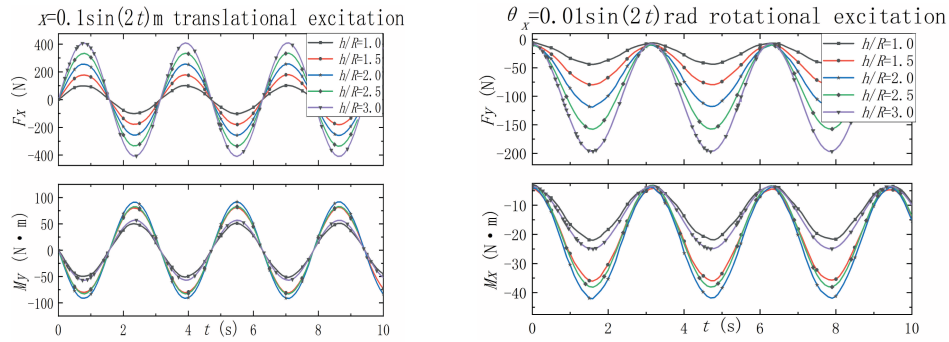 x=0.1sin(2t)m translational excitation
400
200
0
-200
-400
Fx (N)
h/R=1.0
h/R=1.5
h/R=2.0
h/R=2.5
h/R=3.0
100
50
0
-50
-100
My (N·m)
0 2 4 6 8 10
t (s)
θx=0.01sin(2t)rad rotational excitation
0
-50
-100
-150
-200
Fy (N)
h/R=1.0
h/R=1.5
h/R=2.0
h/R=2.5
h/R=3.0
-10
-20
-30
-40
Mx (N·m)
0 2 4 6 8 10
t (s)